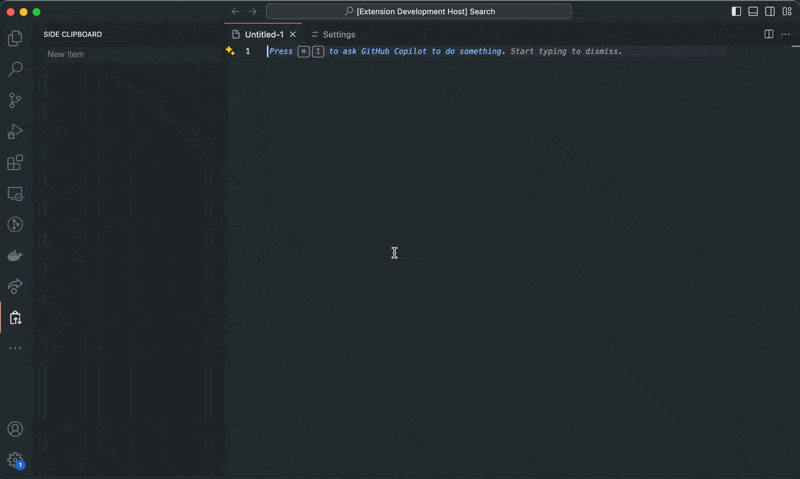 [Extension Development Host] Search
SIDE CLIPBOARD
New Item
Untitled-1
Settings
1
Press ⌘ I to ask GitHub Copilot to do something. Start typing to dismiss.
1